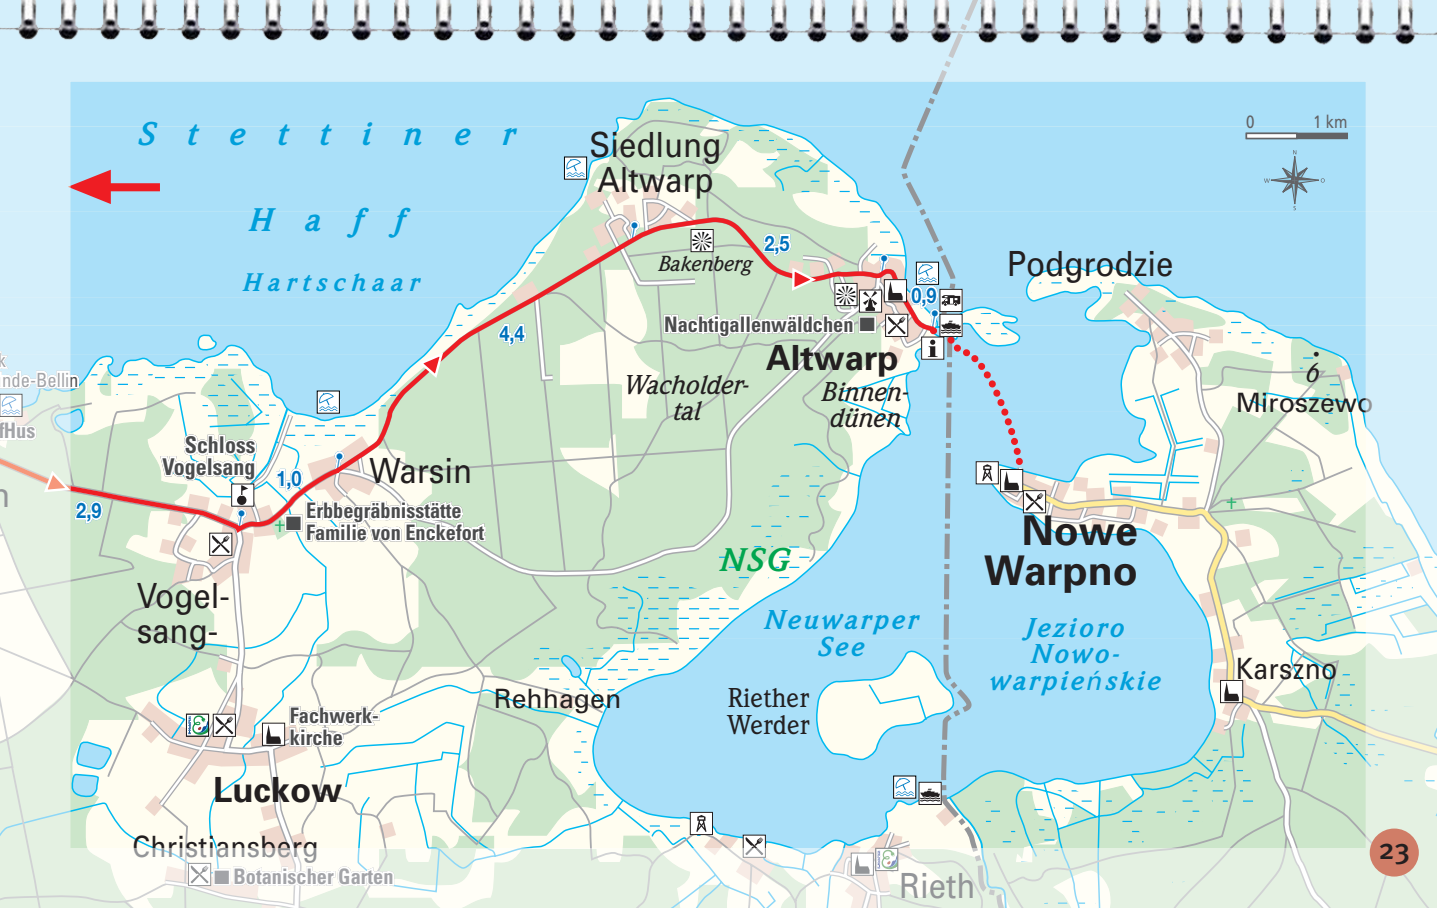 Stettiner
Haff
Hartschaar
0 1 km
N
W O
S
Siedlung
Altwarp
Bakenberg
2,5
Podgrodzie
0,9
Nachtigallenwäldchen
Altwarp
4,4
Wacholder-
tal
Binnen-
dünen
6
Miroszewo
nde-Bellin
fHus
Schloss
Vogelsang
1,0
Warsin
2,9
Erbbegräbnisstätte
Familie von Enckefort
i
Nowe
Warpno
NSG
Vogel-
sang-
Neuwarper
See
Jezioro
Nowo-
warpieńskie
Karszno
Rehhagen
Riether
Werder
Fachwerk-
kirche
Luckow
Christiansberg
Botanischer Garten
Rieth
23